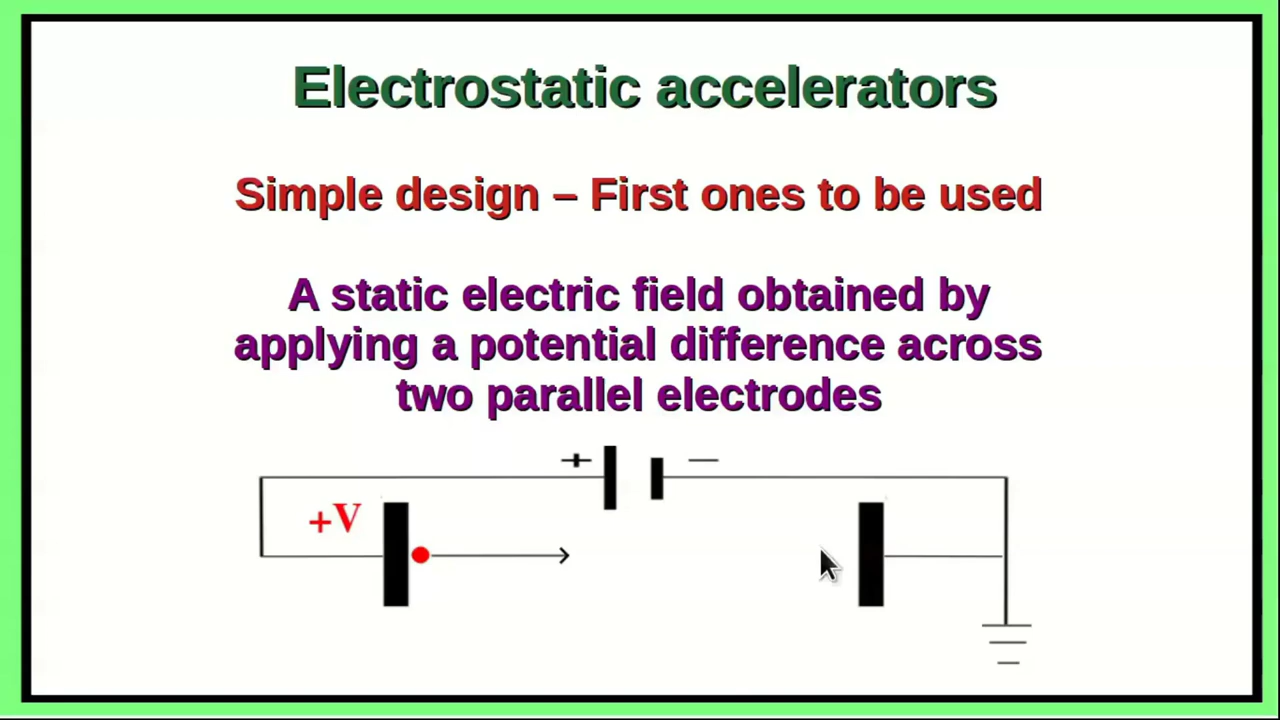 Electrostatic accelerators
Simple design – First ones to be used
A static electric field obtained by
applying a potential difference across
two parallel electrodes
+ –
+V